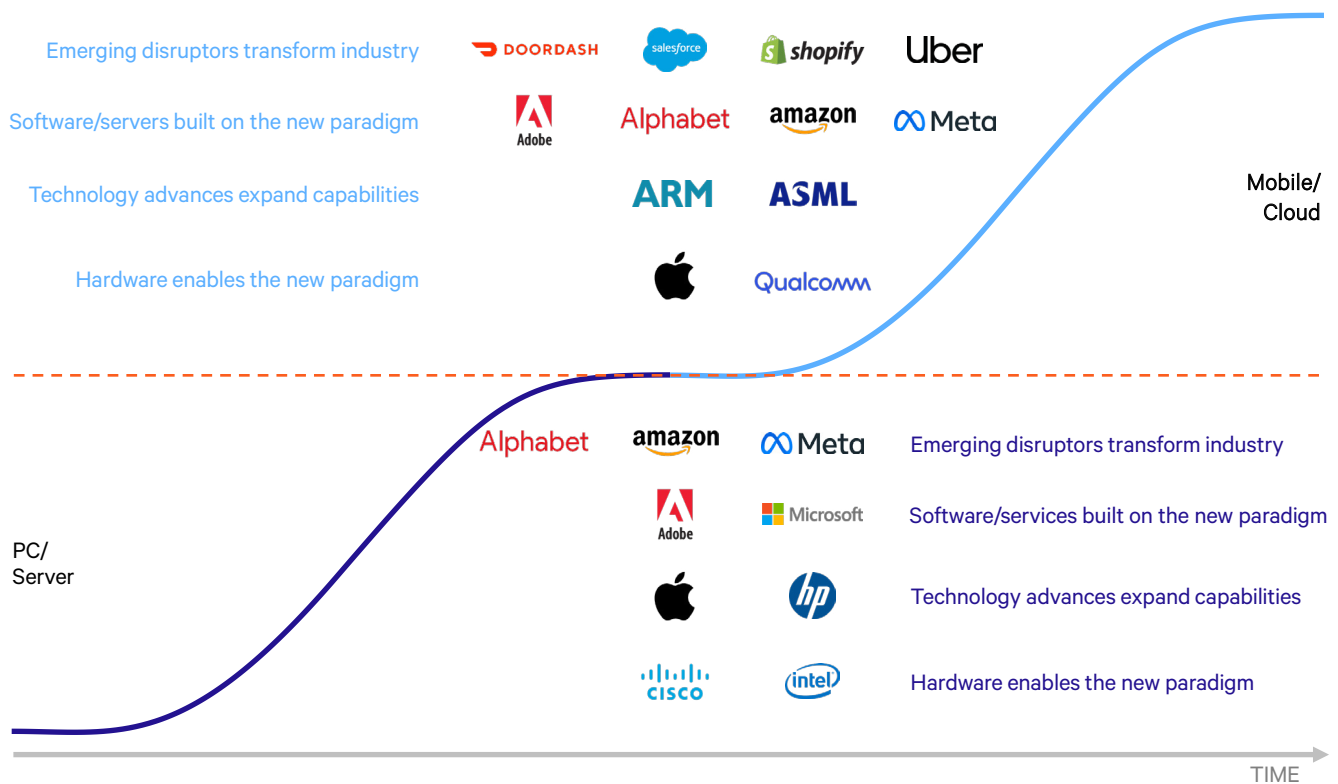 Emerging disruptors transform industry
DOORDASH
salesforce
shopify
Uber
Software/servers built on the new paradigm
Adobe
Alphabet
amazon
Meta
Technology advances expand capabilities
ARM
ASML
Mobile/
Cloud
Hardware enables the new paradigm
Qualcomm
Alphabet
amazon
Meta
Emerging disruptors transform industry
Adobe
Microsoft
Software/services built on the new paradigm
PC/
Server
hp
Technology advances expand capabilities
CISCO
intel
Hardware enables the new paradigm
TIME